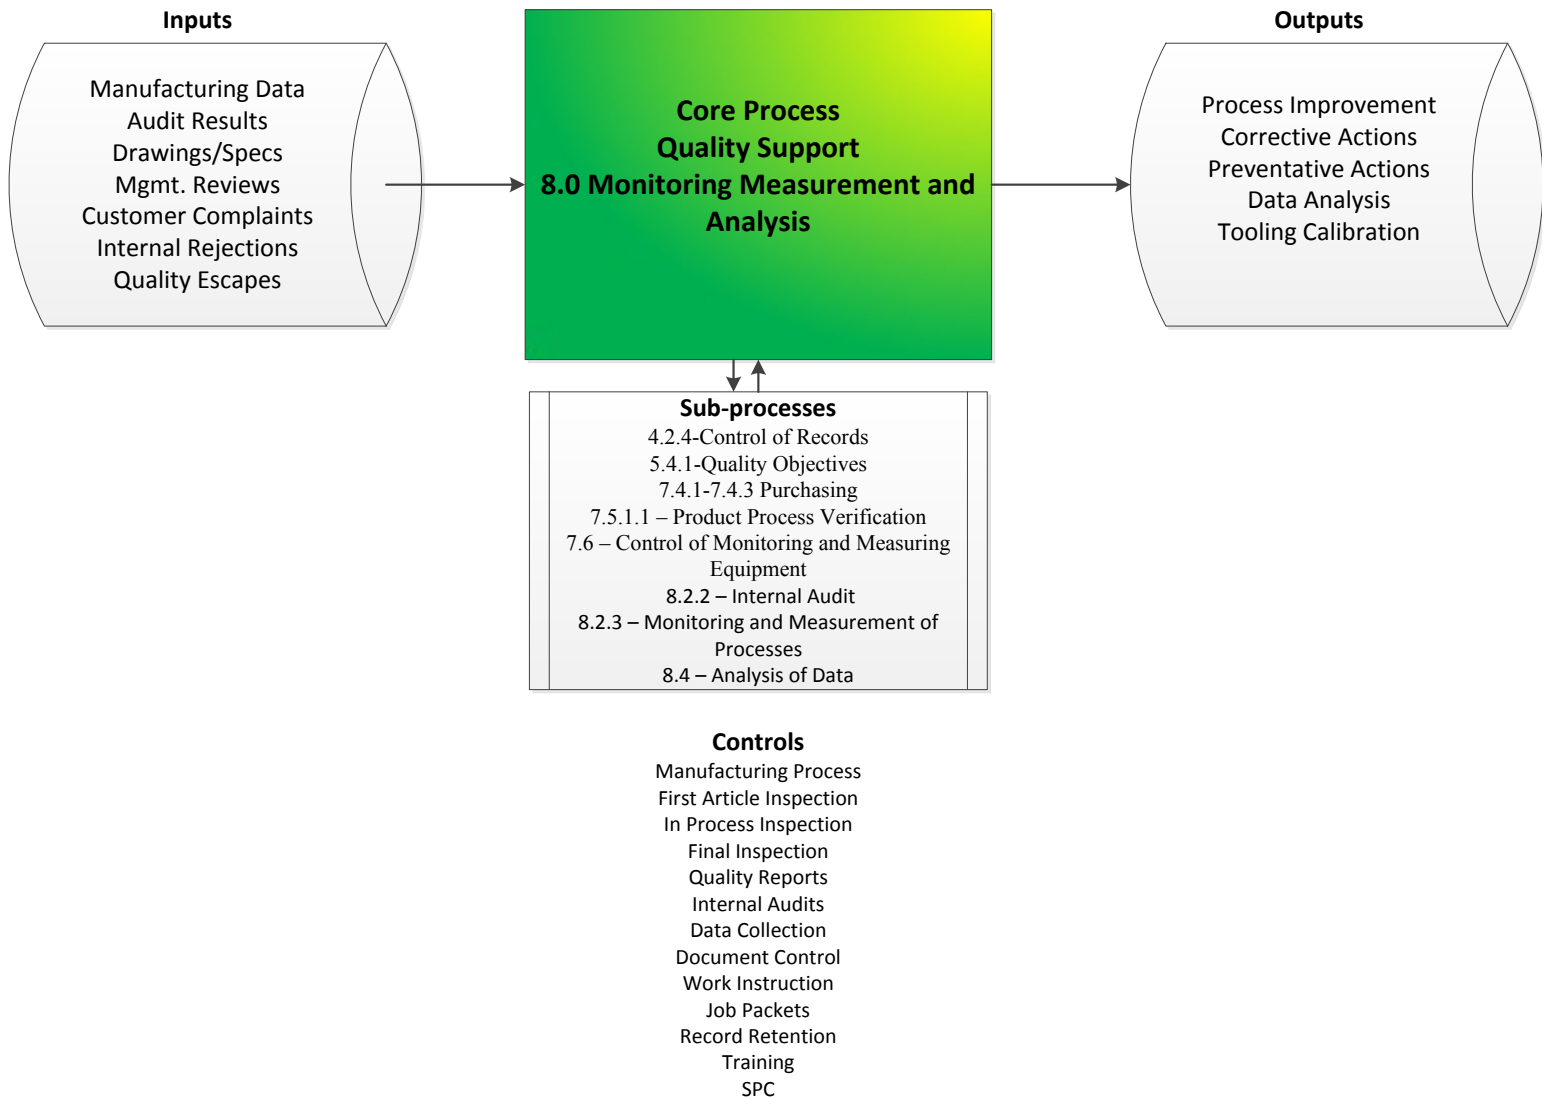 Inputs
Manufacturing Data
Audit Results
Drawings/Specs
Mgmt. Reviews
Customer Complaints
Internal Rejections
Quality Escapes
Core Process
Quality Support
8.0 Monitoring Measurement and
Analysis
Outputs
Process Improvement
Corrective Actions
Preventative Actions
Data Analysis
Tooling Calibration
Sub-processes
4.2.4-Control of Records
5.4.1-Quality Objectives
7.4.1-7.4.3 Purchasing
7.5.1.1 – Product Process Verification
7.6 – Control of Monitoring and Measuring
Equipment
8.2.2 – Internal Audit
8.2.3 – Monitoring and Measurement of
Processes
8.4 – Analysis of Data
Controls
Manufacturing Process
First Article Inspection
In Process Inspection
Final Inspection
Quality Reports
Internal Audits
Data Collection
Document Control
Work Instruction
Job Packets
Record Retention
Training
SPC